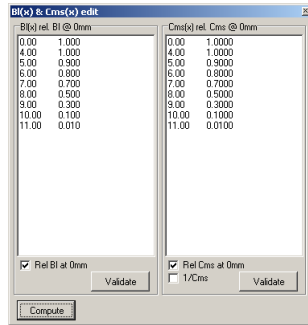 Bl(x) & Cms(x) edit
Bl(x) rel. Bl @ 0mm
0.00 1.000
4.00 1.000
5.00 0.900
6.00 0.800
7.00 0.700
8.00 0.500
9.00 0.300
10.00 0.100
11.00 0.010
Rel Bl at 0mm
Validate
Cms(x) rel. Cms @ 0mm
0.00 1.0000
4.00 1.0000
5.00 0.9000
6.00 0.8000
7.00 0.7000
8.00 0.5000
9.00 0.3000
10.00 0.1000
11.00 0.0100
Rel Cms at 0mm
1/Cms
Validate
Compute